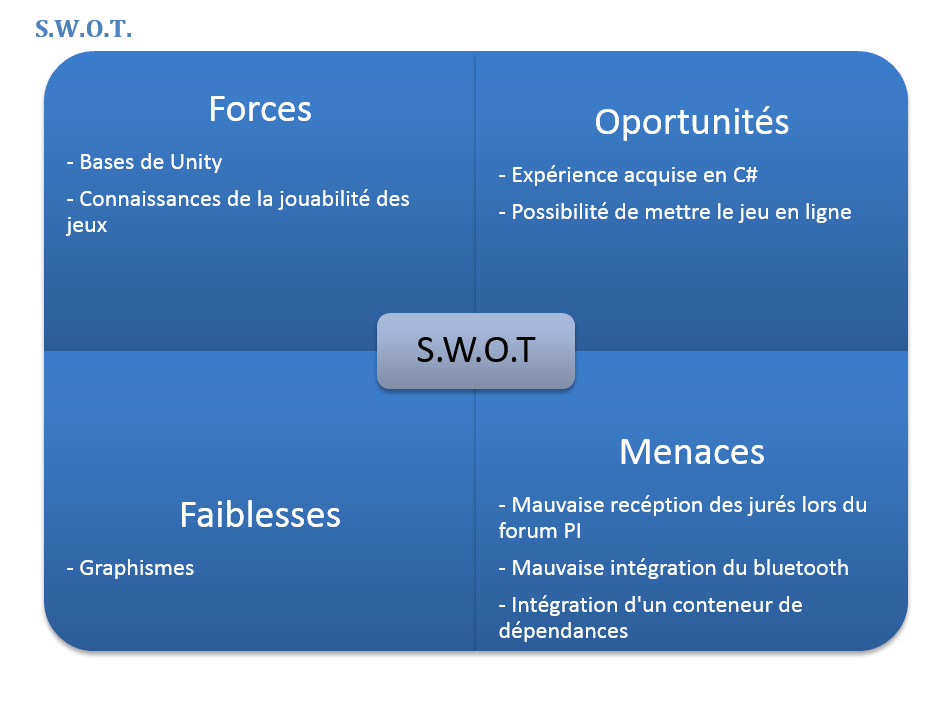 S.W.O.T.
Forces
- Bases de Unity
- Connaissances de la jouabilité des
jeux
Oportunités
- Expérience acquise en C#
- Possibilité de mettre le jeu en ligne
S.W.O.T
Faiblesses
- Graphismes
Menaces
- Mauvaise recéption des jurés lors du
forum PI
- Mauvaise intégration du bluetooth
- Intégration d'un conteneur de
dépendances